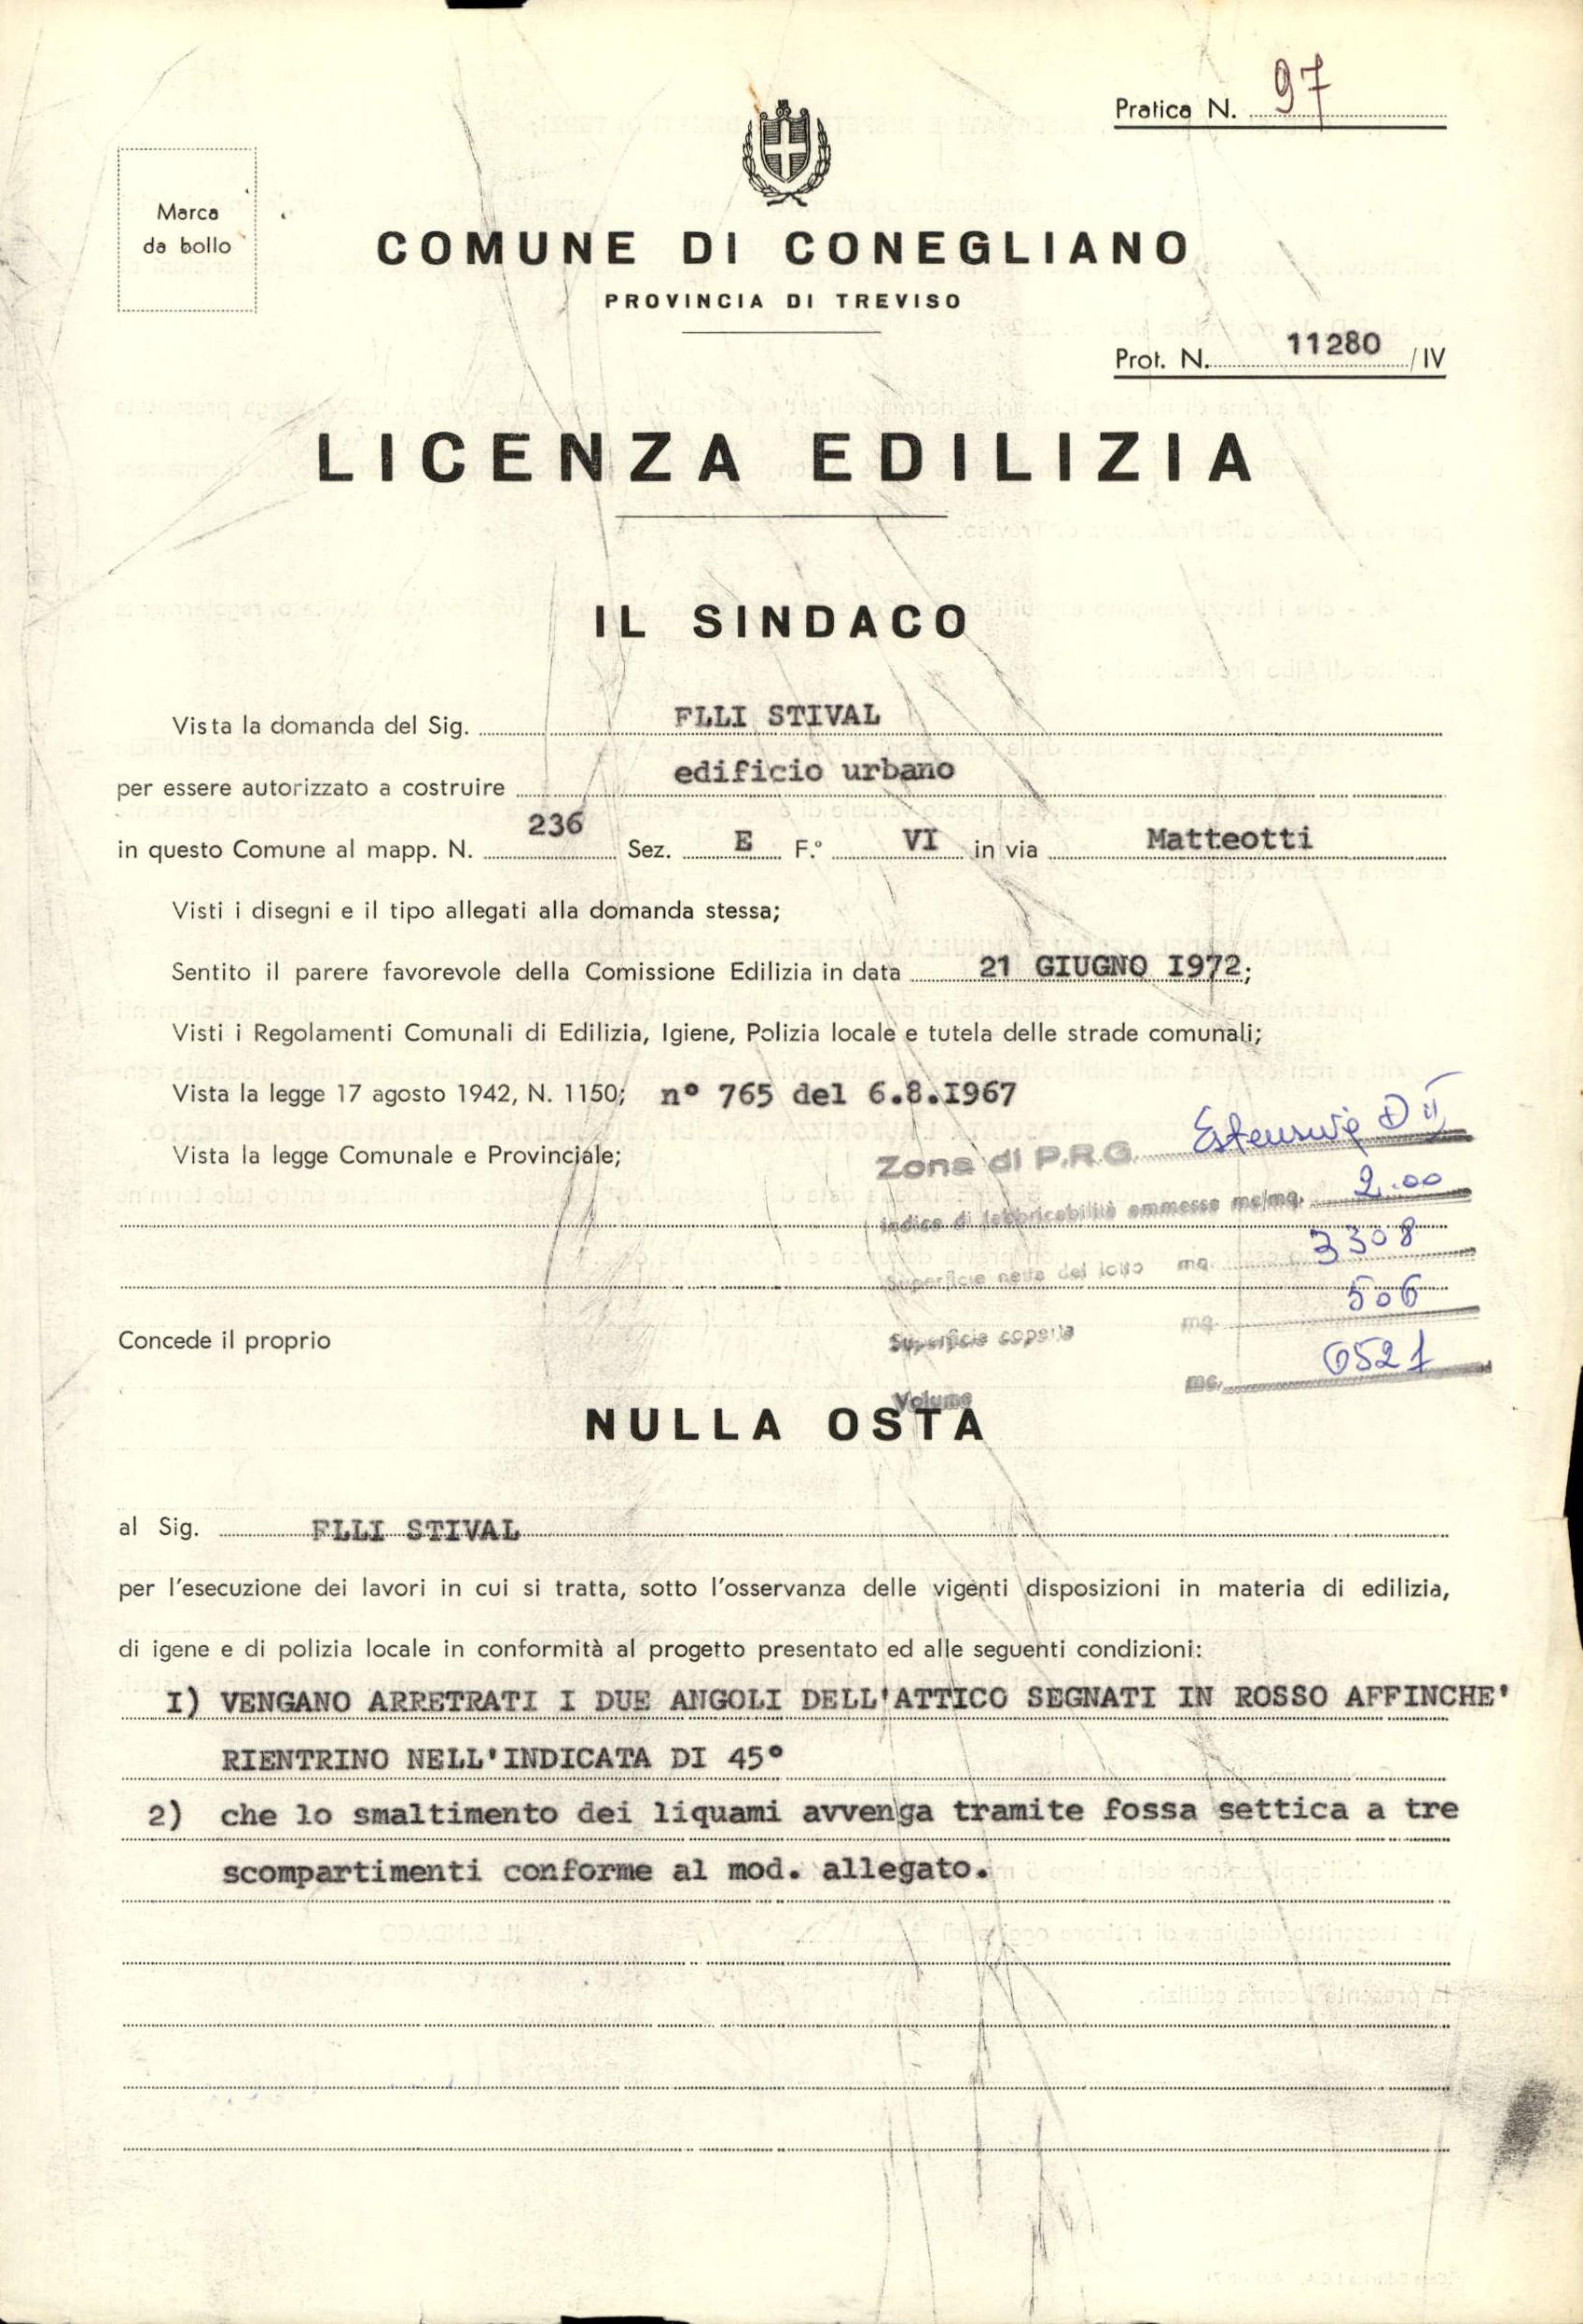 Pratica N. 97
Marca
da bollo
COMUNE DI CONEGLIANO
PROVINCIA DI TREVISO
Prot. N. 11280 /IV
LICENZA EDILIZIA
IL SINDACO
Vista la domanda del Sig. FLLI STIVAL
per essere autorizzato a costruire edificio urbano
in questo Comune al mapp. N. 236 Sez. E F.° VI in via Matteotti
Visti i disegni e il tipo allegati alla domanda stessa;
Sentito il parere favorevole della Comissione Edilizia in data 21 GIUGNO I972;
Visti i Regolamenti Comunali di Edilizia, Igiene, Polizia locale e tutela delle strade comunali;
Vista la legge 17 agosto 1942, N. 1150; n° 765 del 6.8.I967
Vista la legge Comunale e Provinciale;
Zona di P.R.G. Estensiva D II
Indice di fabbricabilità ammesso mc/mq. 2.00
Superficie netta del lotto mq. 3308
Superficie coperta mq. 506
Volume mc. 6521
Concede il proprio
NULLA OSTA
al Sig. FLLI STIVAL
per l'esecuzione dei lavori in cui si tratta, sotto l'osservanza delle vigenti disposizioni in materia di edilizia,
di igene e di polizia locale in conformità al progetto presentato ed alle seguenti condizioni:
I) VENGANO ARRETRATI I DUE ANGOLI DELL'ATTICO SEGNATI IN ROSSO AFFINCHE'
RIENTRINO NELL'INDICATA DI 45°
2) che lo smaltimento dei liquami avvenga tramite fossa settica a tre
scompartimenti conforme al mod. allegato.